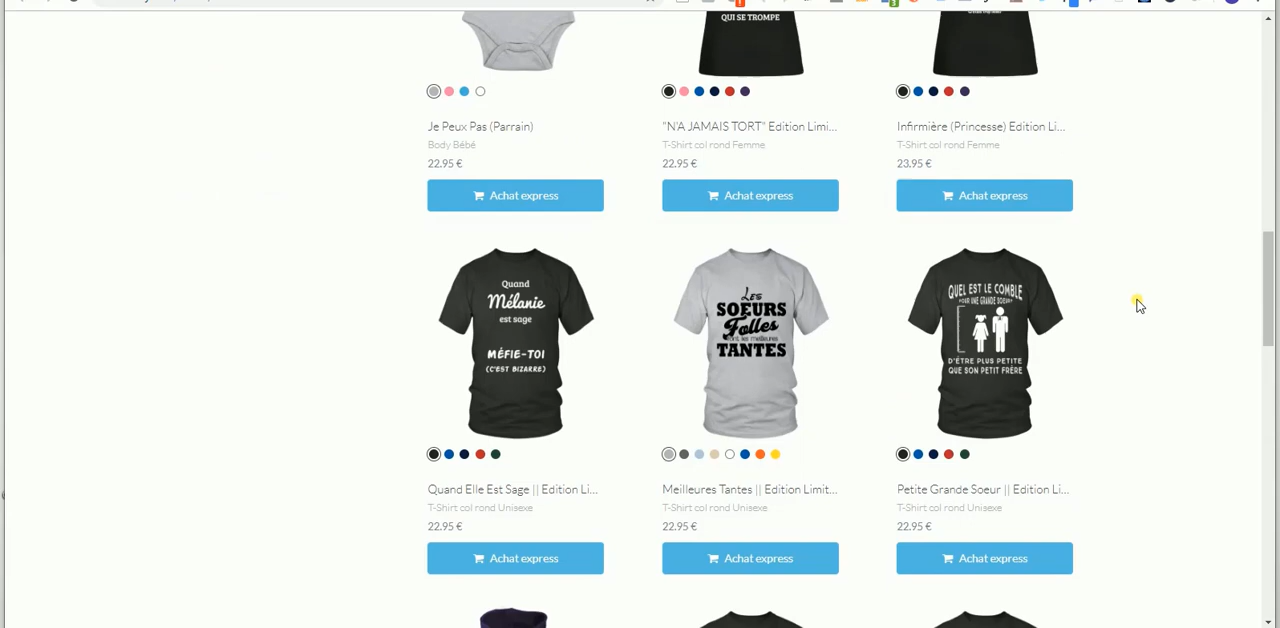 QUI SE TROMPE
Je Peux Pas (Parrain)
Body Bébé
22.95 €
Achat express
"N'A JAMAIS TORT" Edition Limi...
T-Shirt col rond Femme
22.95 €
Achat express
Infirmière (Princesse) Edition Li...
T-Shirt col rond Femme
23.95 €
Achat express
Quand
Mélanie
est sage
MÉFIE-TOI
(C'EST BIZARRE)
Quand Elle Est Sage || Edition Li...
T-Shirt col rond Unisexe
22.95 €
Achat express
Les
SOEURS
Folles
sont les meilleures
TANTES
Meilleures Tantes || Edition Limit...
T-Shirt col rond Unisexe
22.95 €
Achat express
QUEL EST LE COMBLE
POUR UNE GRANDE SOEUR?
D'ÊTRE PLUS PETITE
QUE SON PETIT FRÈRE
Petite Grande Soeur || Edition Li...
T-Shirt col rond Unisexe
22.95 €
Achat express